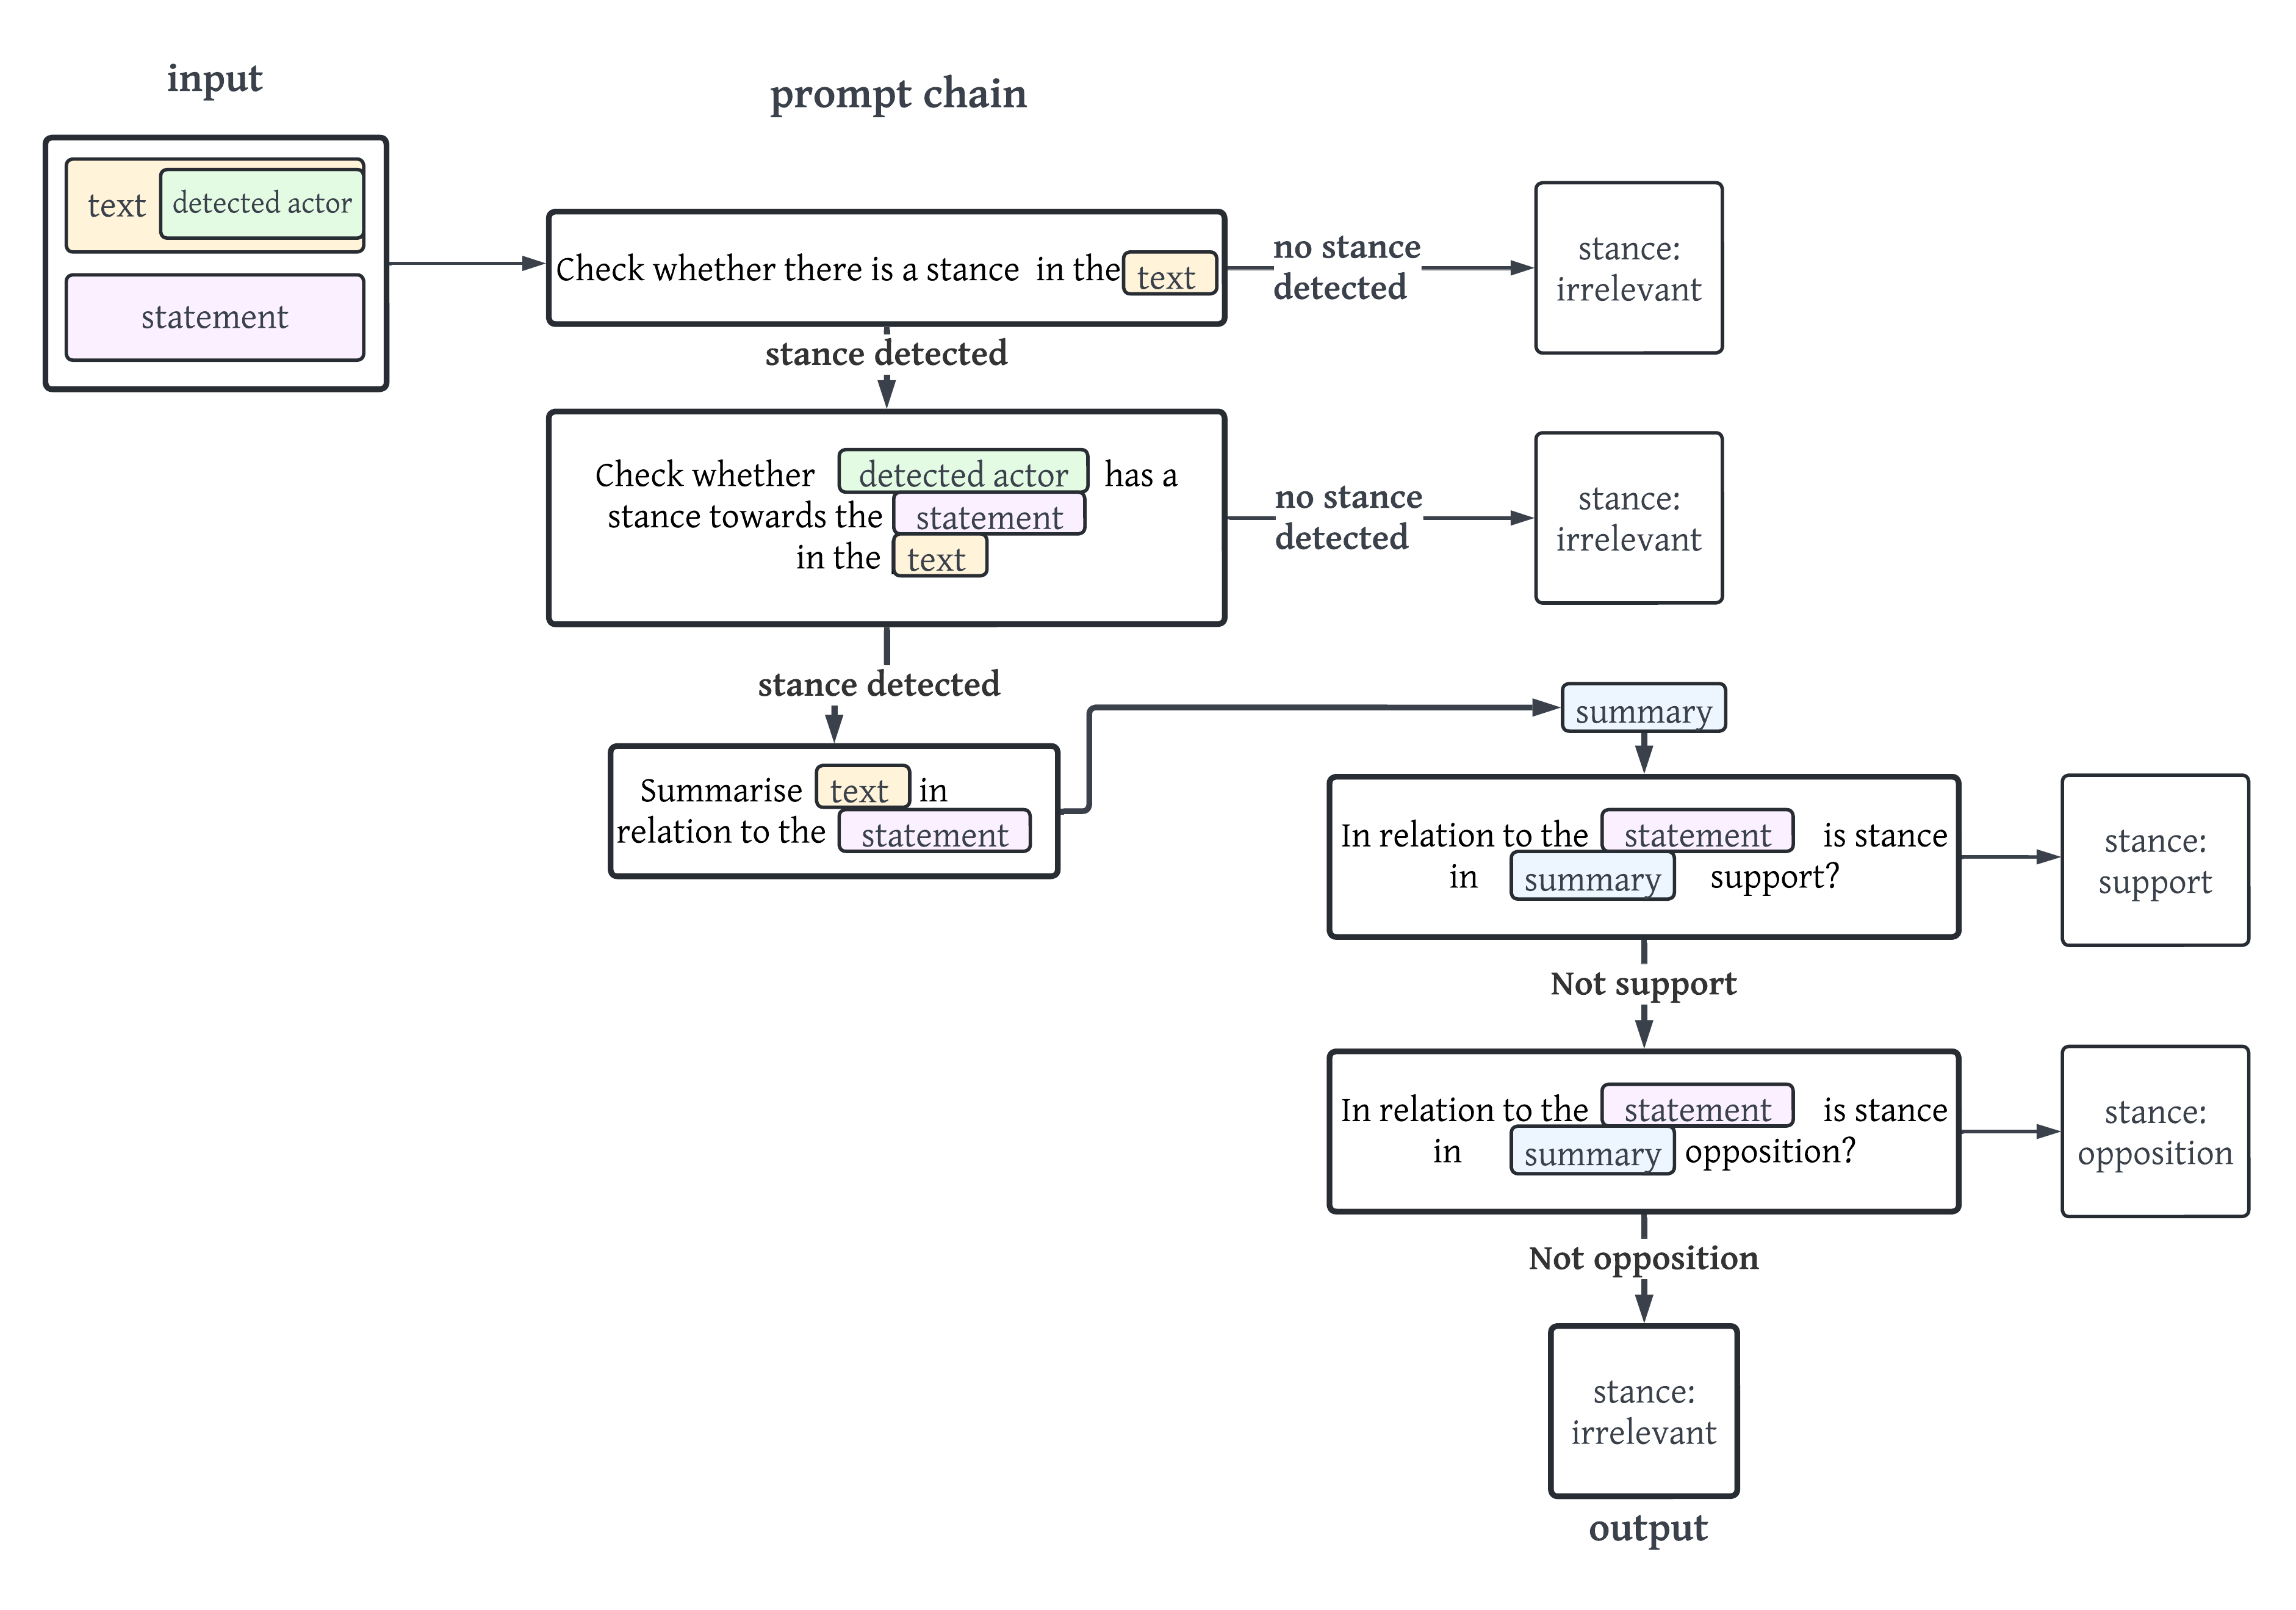 input
prompt chain
text detected actor
statement
Check whether there is a stance in the text
no stance
detected
stance:
irrelevant
stance detected
Check whether detected actor has a
stance towards the statement
in the text
no stance
detected
stance:
irrelevant
stance detected
Summarise text in
relation to the statement
summary
In relation to the statement is stance
in summary support?
stance:
support
Not support
In relation to the statement is stance
in summary opposition?
stance:
opposition
Not opposition
stance:
irrelevant
output